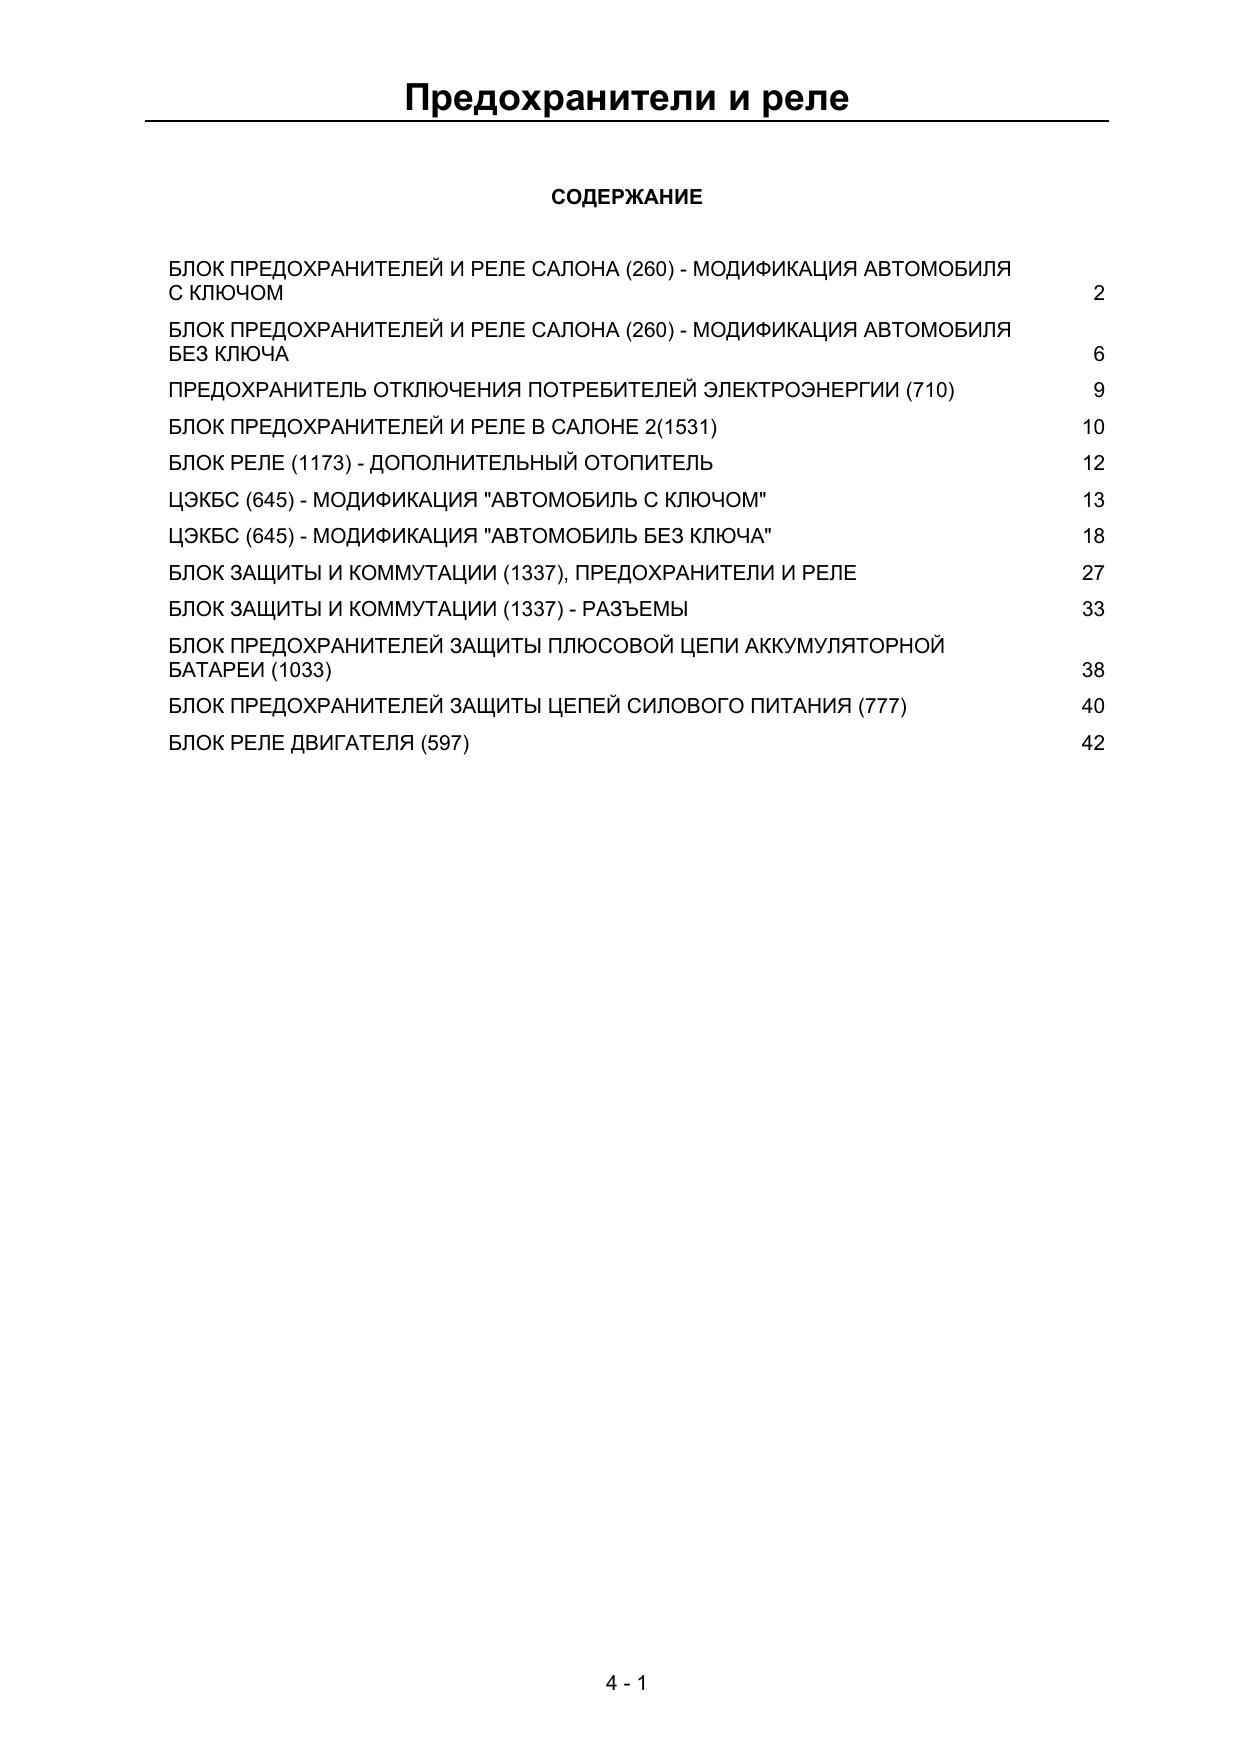 Предохранители и реле
СОДЕРЖАНИЕ
БЛОК ПРЕДОХРАНИТЕЛЕЙ И РЕЛЕ САЛОНА (260) - МОДИФИКАЦИЯ АВТОМОБИЛЯ
С КЛЮЧОМ 2
БЛОК ПРЕДОХРАНИТЕЛЕЙ И РЕЛЕ САЛОНА (260) - МОДИФИКАЦИЯ АВТОМОБИЛЯ
БЕЗ КЛЮЧА 6
ПРЕДОХРАНИТЕЛЬ ОТКЛЮЧЕНИЯ ПОТРЕБИТЕЛЕЙ ЭЛЕКТРОЭНЕРГИИ (710) 9
БЛОК ПРЕДОХРАНИТЕЛЕЙ И РЕЛЕ В САЛОНЕ 2(1531) 10
БЛОК РЕЛЕ (1173) - ДОПОЛНИТЕЛЬНЫЙ ОТОПИТЕЛЬ 12
ЦЭКБС (645) - МОДИФИКАЦИЯ "АВТОМОБИЛЬ С КЛЮЧОМ" 13
ЦЭКБС (645) - МОДИФИКАЦИЯ "АВТОМОБИЛЬ БЕЗ КЛЮЧА" 18
БЛОК ЗАЩИТЫ И КОММУТАЦИИ (1337), ПРЕДОХРАНИТЕЛИ И РЕЛЕ 27
БЛОК ЗАЩИТЫ И КОММУТАЦИИ (1337) - РАЗЪЕМЫ 33
БЛОК ПРЕДОХРАНИТЕЛЕЙ ЗАЩИТЫ ПЛЮСОВОЙ ЦЕПИ АККУМУЛЯТОРНОЙ
БАТАРЕИ (1033) 38
БЛОК ПРЕДОХРАНИТЕЛЕЙ ЗАЩИТЫ ЦЕПЕЙ СИЛОВОГО ПИТАНИЯ (777) 40
БЛОК РЕЛЕ ДВИГАТЕЛЯ (597) 42
4 - 1